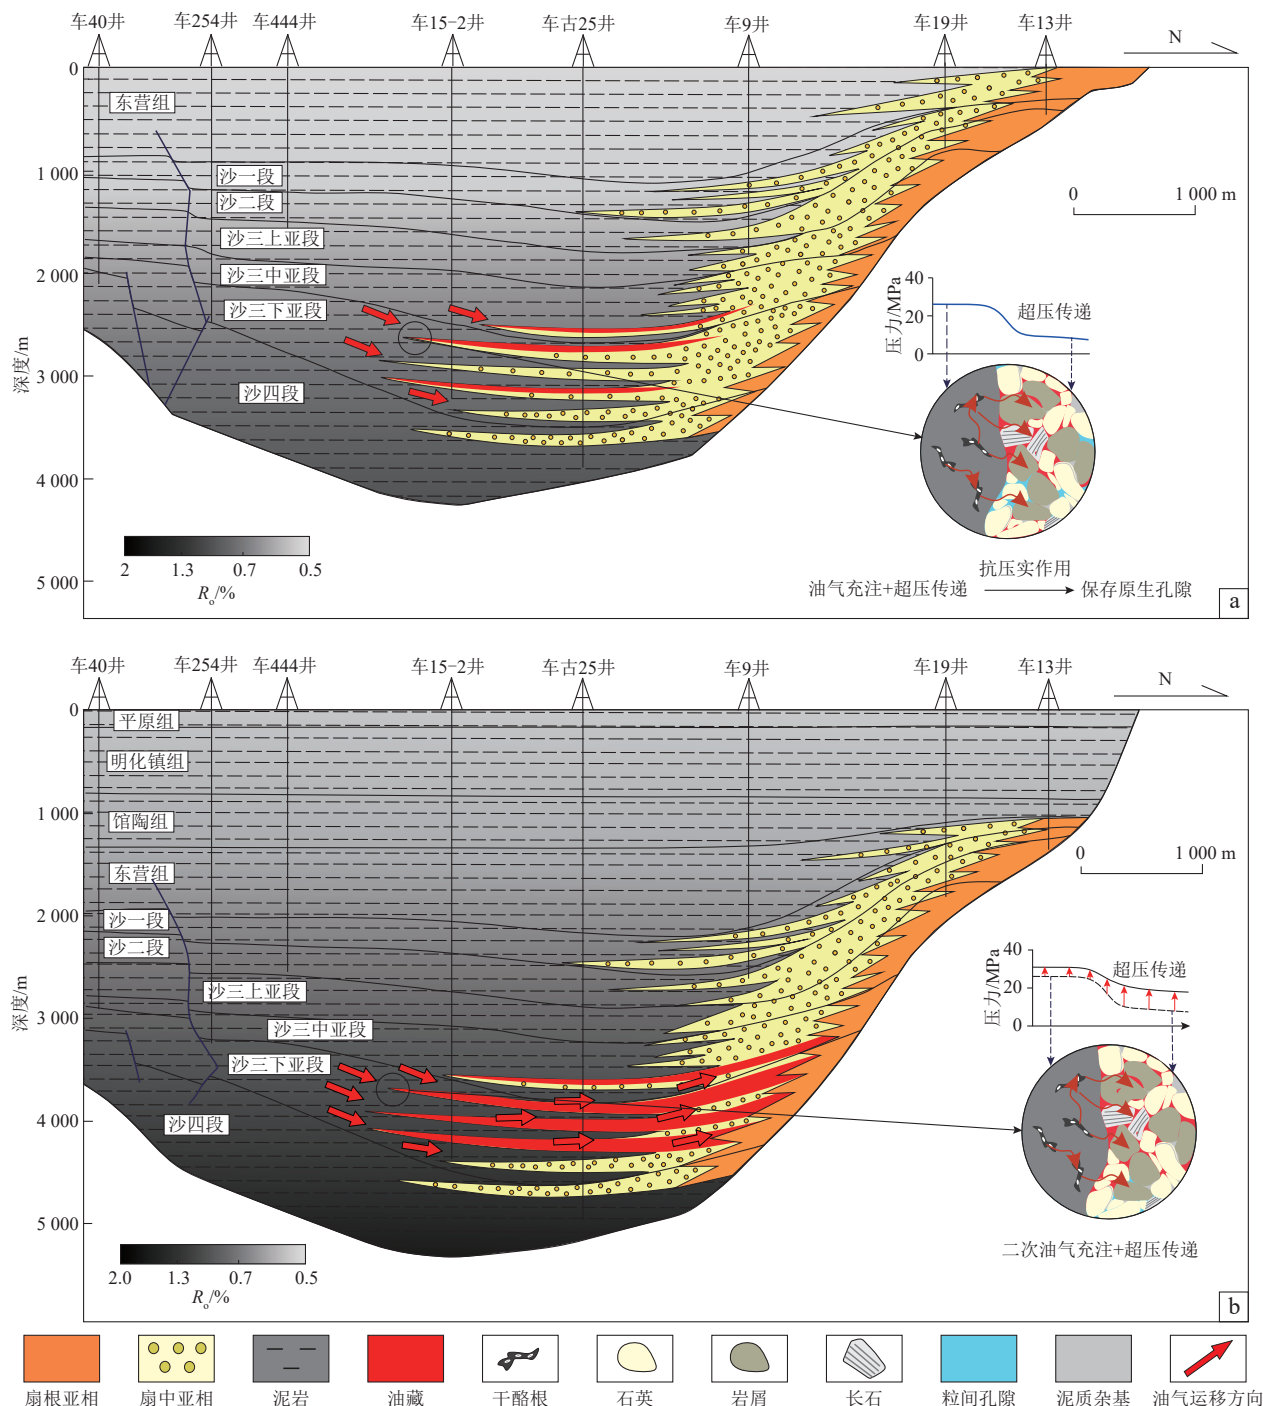 车40井 车254井 车444井 车15-2井 车古25井 车9井 车19井 车13井
N
0
东营组
1 000
沙一段
沙二段
0 1 000 m
沙三上亚段
2 000
沙三中亚段
沙三下亚段
深度/m
3 000
沙四段
4 000
5 000
40
20
0
压力/MPa
超压传递
2 1.3 0.7 0.5
Ro/%
抗压实作用
油气充注+超压传递 保存原生孔隙
a
车40井 车254井 车444井 车15-2井 车古25井 车9井 车19井 车13井
N
0
平原组
明化镇组
1 000
馆陶组
0 1 000 m
东营组
2 000
沙一段
沙二段
沙三上亚段
深度/m
3 000
沙三中亚段
沙三下亚段
4 000
沙四段
5 000
40
20
0
压力/MPa
超压传递
二次油气充注+超压传递
2.0 1.3 0.7 0.5
Ro/%
b
扇根亚相 扇中亚相 泥岩 油藏 干酪根 石英 岩屑 长石 粒间孔隙 泥质杂基 油气运移方向